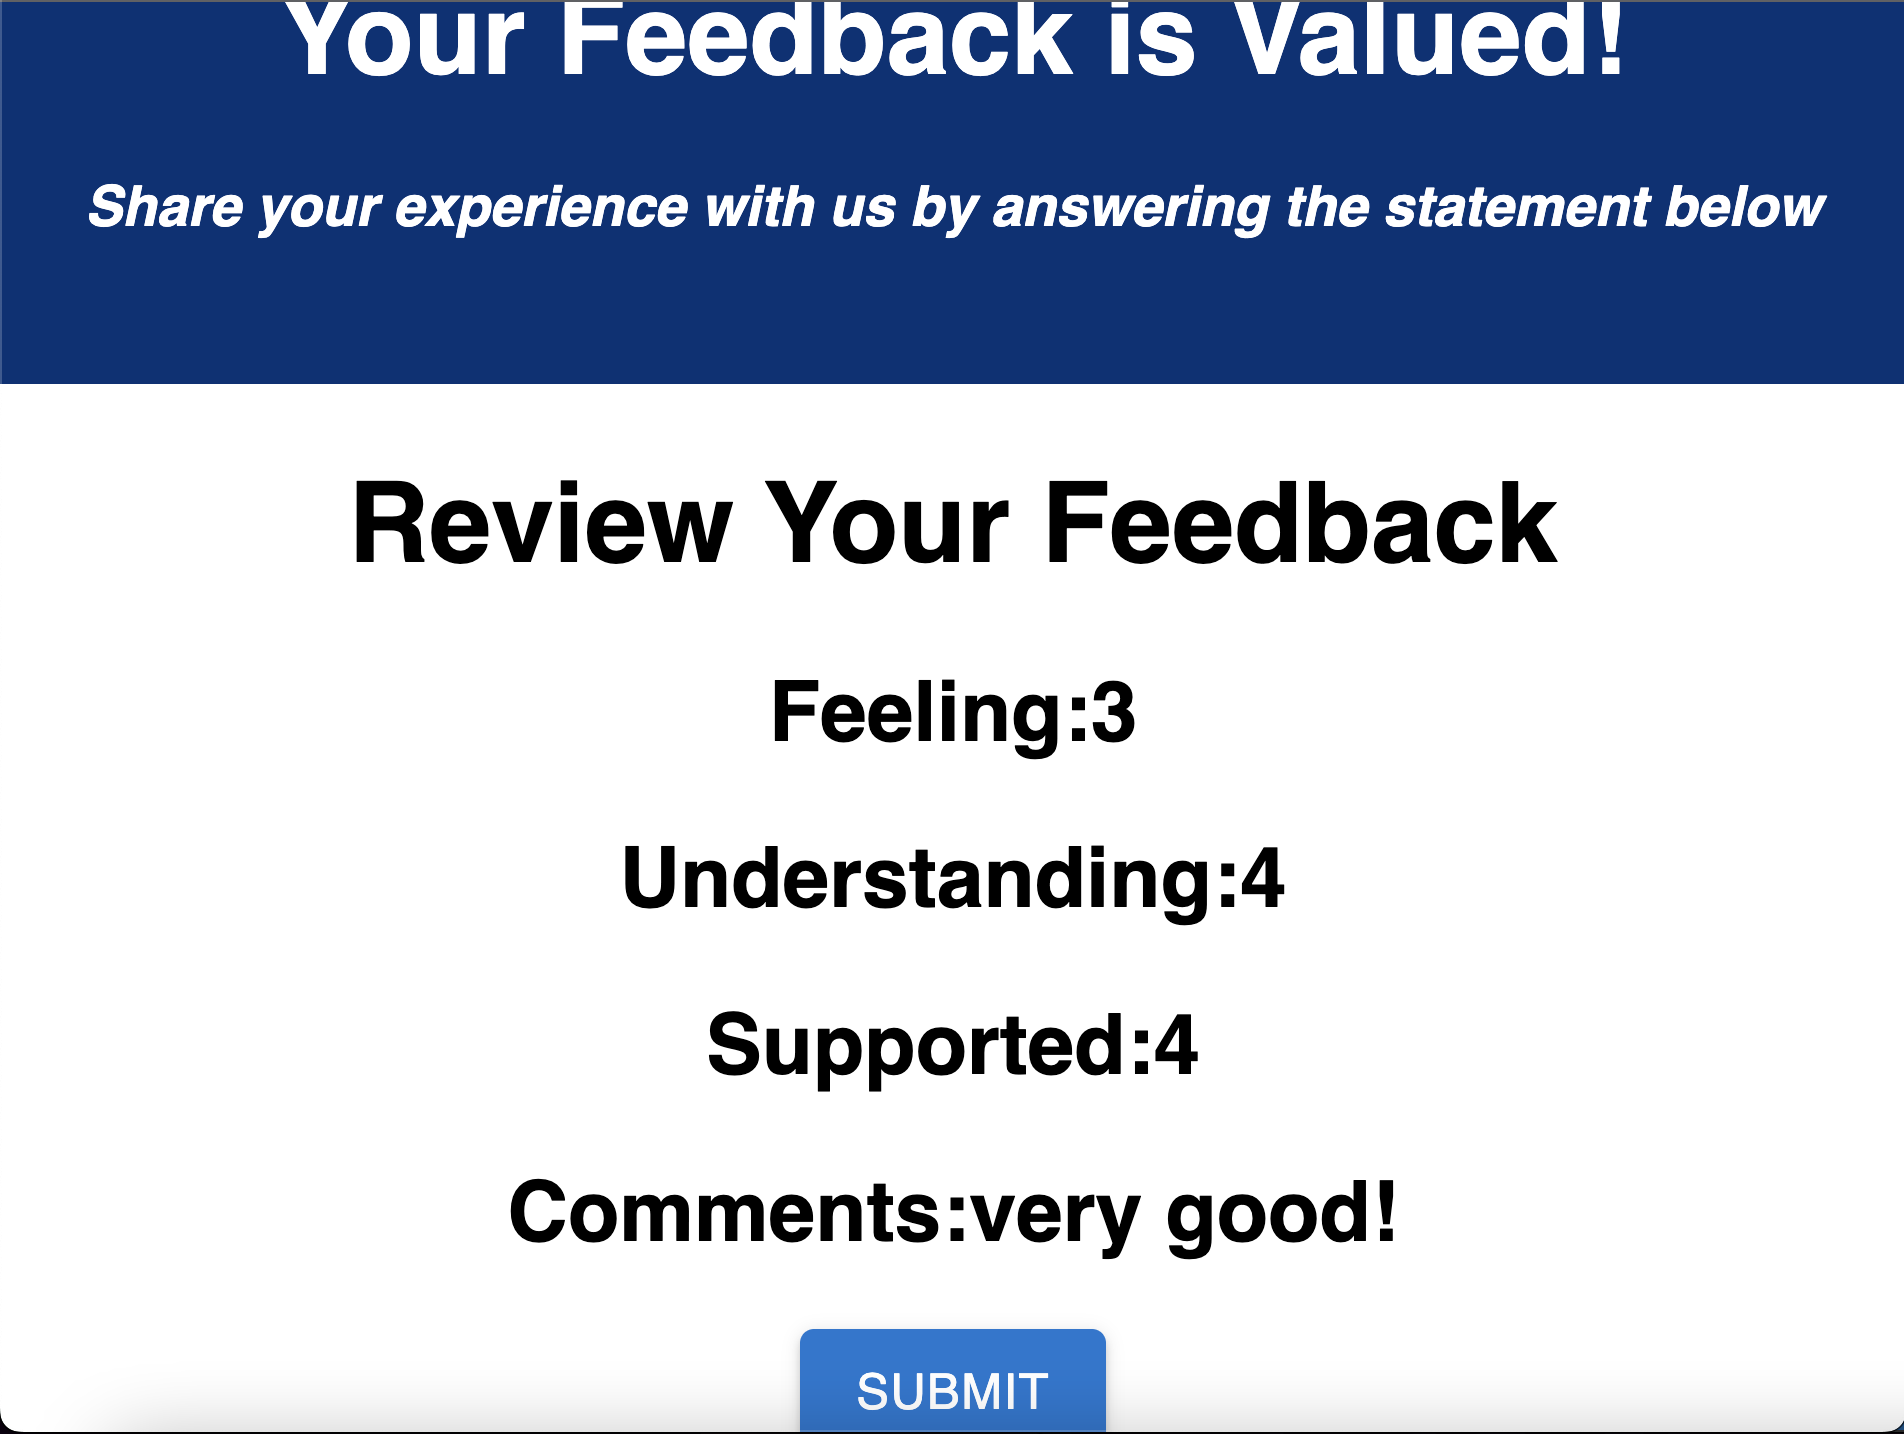 Your Feedback is Valued!
Share your experience with us by answering the statement below
Review Your Feedback
Feeling:3
Understanding:4
Supported:4
Comments:very good!
SUBMIT